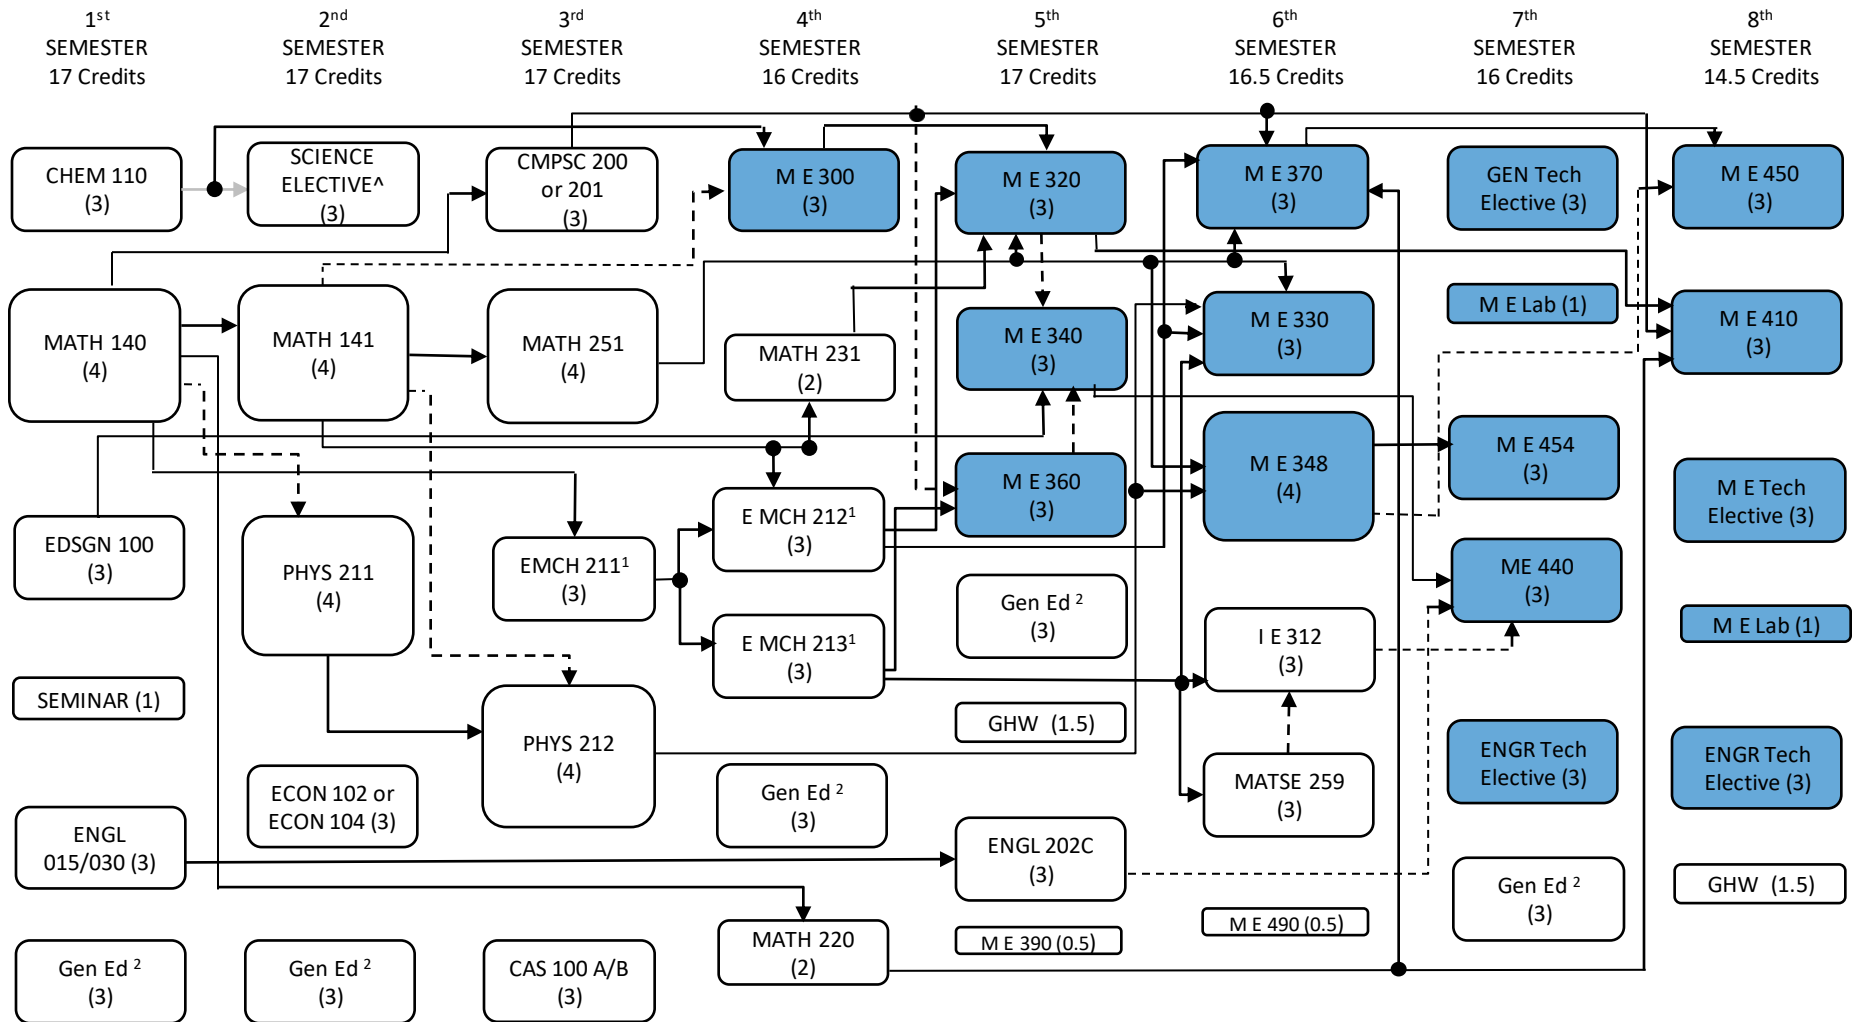 1st
SEMESTER
17 Credits
2nd
SEMESTER
17 Credits
3rd
SEMESTER
17 Credits
4th
SEMESTER
16 Credits
5th
SEMESTER
17 Credits
6th
SEMESTER
16.5 Credits
7th
SEMESTER
16 Credits
8th
SEMESTER
14.5 Credits
CHEM 110
(3)
MATH 140
(4)
EDSGN 100
(3)
SEMINAR (1)
ENGL
015/030 (3)
Gen Ed 2
(3)
SCIENCE
ELECTIVE^
(3)
MATH 141
(4)
PHYS 211
(4)
ECON 102 or
ECON 104 (3)
Gen Ed 2
(3)
CMPSC 200
or 201
(3)
MATH 251
(4)
EMCH 2111
(3)
PHYS 212
(4)
CAS 100 A/B
(3)
M E 300
(3)
MATH 231
(2)
E MCH 2121
(3)
E MCH 2131
(3)
Gen Ed 2
(3)
MATH 220
(2)
M E 320
(3)
M E 340
(3)
M E 360
(3)
Gen Ed 2
(3)
GHW (1.5)
ENGL 202C
(3)
M E 390 (0.5)
M E 370
(3)
M E 330
(3)
M E 348
(4)
I E 312
(3)
MATSE 259
(3)
M E 490 (0.5)
GEN Tech
Elective (3)
M E Lab (1)
M E 454
(3)
ME 440
(3)
ENGR Tech
Elective (3)
Gen Ed 2
(3)
M E 450
(3)
M E 410
(3)
M E Tech
Elective (3)
M E Lab (1)
ENGR Tech
Elective (3)
GHW (1.5)